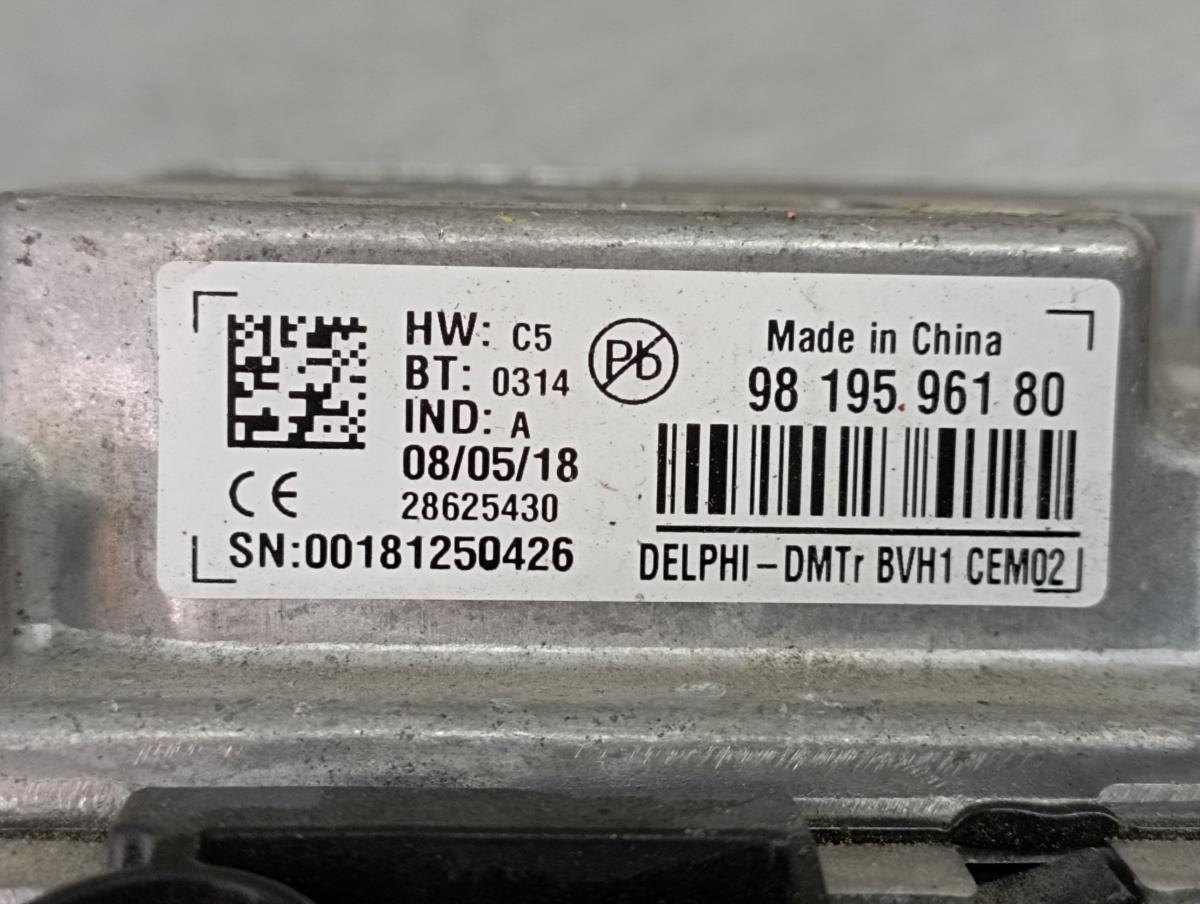 HW: C5
BT: 0314
IND: A
08/05/18
28625430
CE
SN:00181250426
Pb
Made in China
98 195 961 80
DELPHI-DMTr BVH1 CEM02